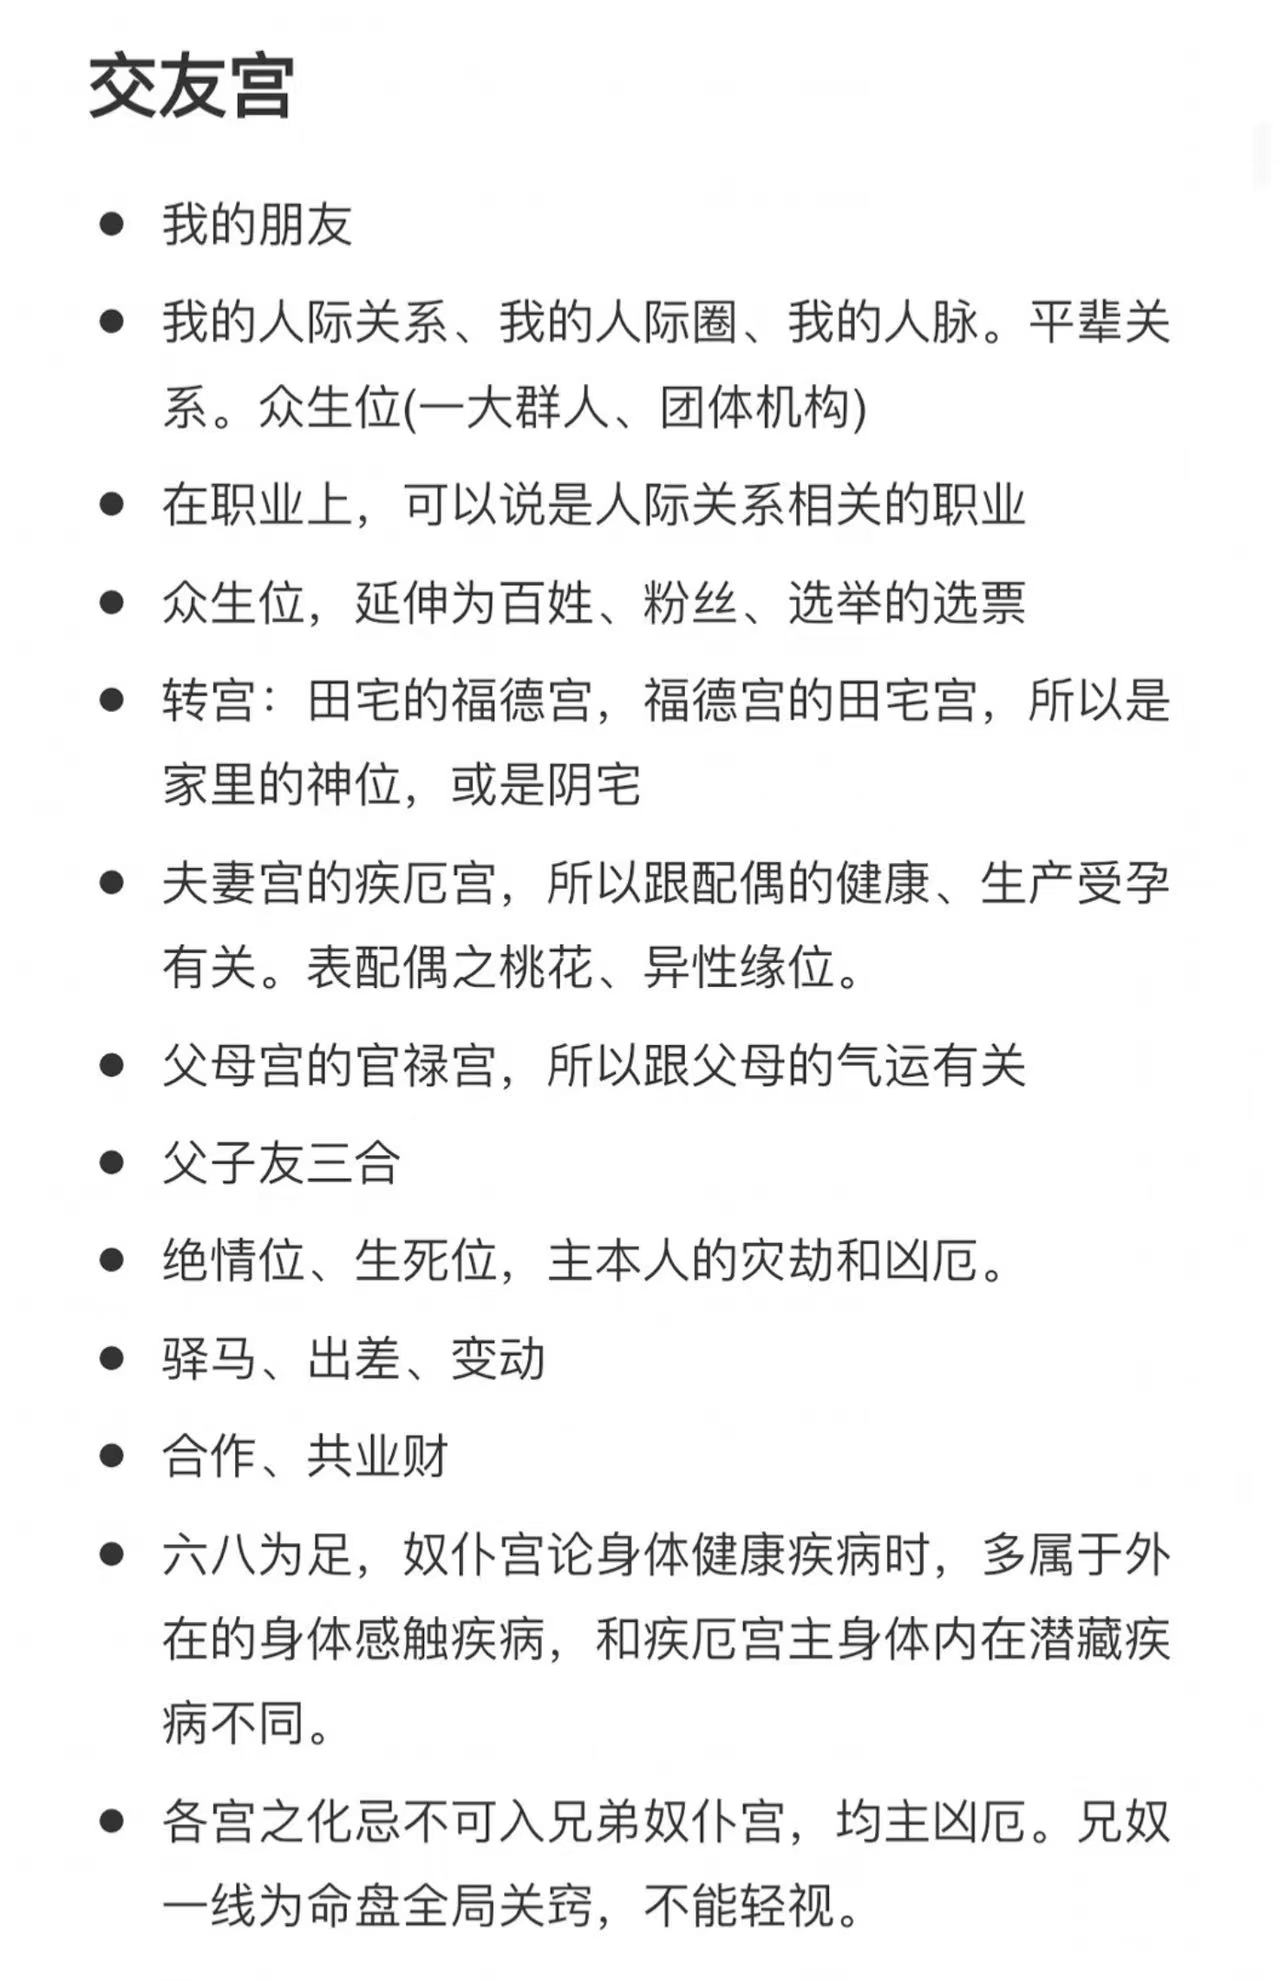 交友宫
● 我的朋友
● 我的人际关系、我的人际圈、我的人脉。平辈关
系。众生位(一大群人、团体机构)
● 在职业上，可以说是人际关系相关的职业
● 众生位，延伸为百姓、粉丝、选举的选票
● 转宫：田宅的福德宫，福德宫的田宅宫，所以是
家里的神位，或是阴宅
● 夫妻宫的疾厄宫，所以跟配偶的健康、生产受孕
有关。表配偶之桃花、异性缘位。
● 父母宫的官禄宫，所以跟父母的气运有关
● 父子友三合
● 绝情位、生死位，主本人的灾劫和凶厄。
● 驿马、出差、变动
● 合作、共业财
● 六八为足，奴仆宫论身体健康疾病时，多属于外
在的身体感触疾病，和疾厄宫主身体内在潜藏疾
病不同。
● 各宫之化忌不可入兄弟奴仆宫，均主凶厄。兄奴
一线为命盘全局关窍，不能轻视。